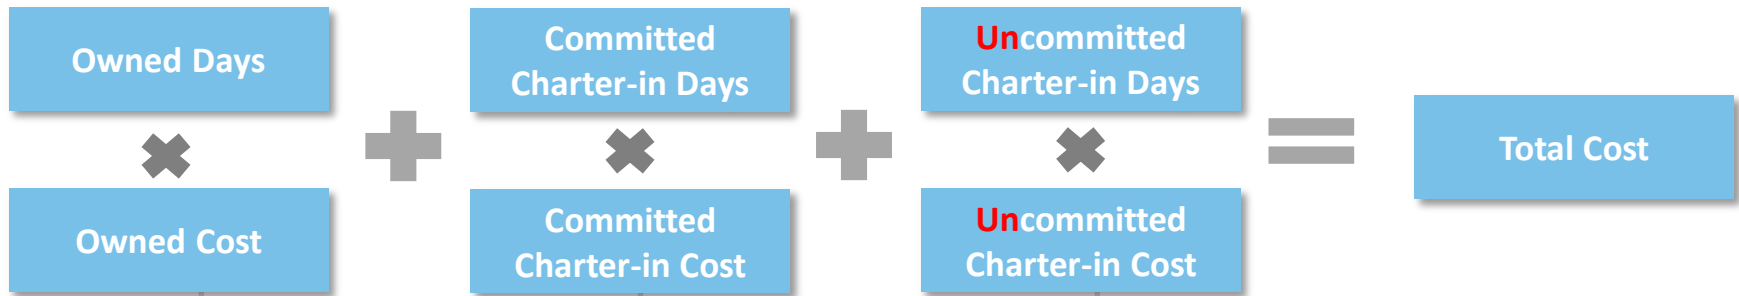 Owned Days
Committed
Charter-in Days
Uncommitted
Charter-in Days
Owned Cost
Committed
Charter-in Cost
Uncommitted
Charter-in Cost
Total Cost